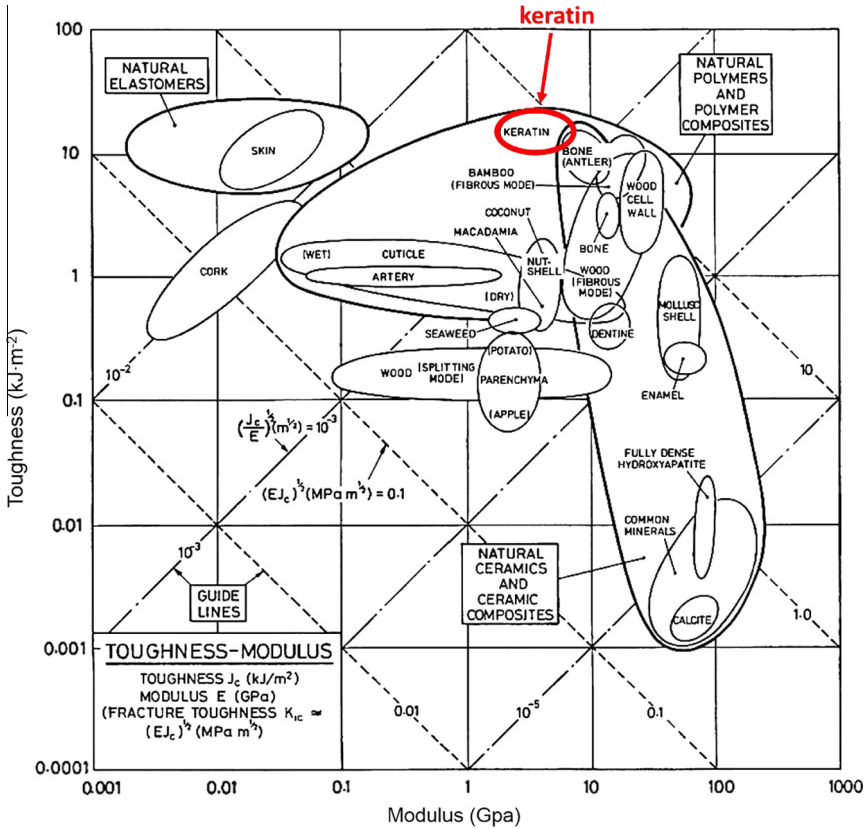 keratin
100
10
1
0.1
0.01
0.001
0.0001
0.001
0.01
0.1
1
10
100
1000
Toughness (kJ·m⁻²)
Modulus (Gpa)
NATURAL
ELASTOMERS
SKIN
CORK
KERATIN
NATURAL
POLYMERS
AND
POLYMER
COMPOSITES
BONE
(ANTLER)
BAMBOO
(FIBROUS MODE)
WOOD
CELL
WALL
COCONUT
MACADAMIA
BONE
(WET) CUTICLE
ARTERY
(DRY)
NUT-
SHELL
WOOD
(FIBROUS
MODE)
MOLLUSC
SHELL
SEAWEED
DENTINE
(POTATO)
WOOD (SPLITTING
MODE)
PARENCHYMA
(APPLE)
ENAMEL
10⁻²
10
(Jc/E)^½ (m^½) = 10⁻³
(EJc)^½ (MPa m^½) = 0.1
FULLY DENSE
HYDROXYAPATITE
COMMON
MINERALS
10⁻³
GUIDE
LINES
NATURAL
CERAMICS
AND
CERAMIC
COMPOSITES
CALCITE
1.0
0.01
10⁻⁵
0.1
TOUGHNESS-MODULUS
TOUGHNESS Jc (kJ/m²)
MODULUS E (GPa)
(FRACTURE TOUGHNESS KIC ≈
(EJc)^½ (MPa m^½)